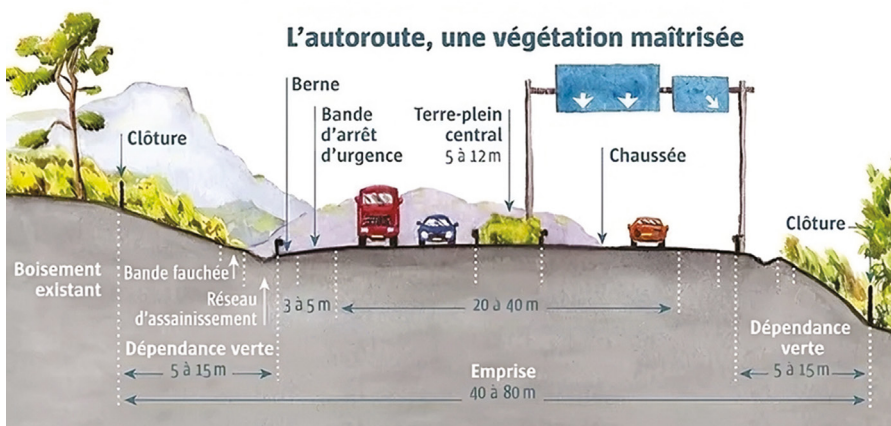 L'autoroute, une végétation maîtrisée
Berne
Bande
d'arrêt
d'urgence
Terre-plein
central
5 à 12 m
Clôture
Chaussée
Clôture
Boisement
existant
Bande fauchée
Réseau
d'assainissement
3 à 5 m
20 à 40 m
Dépendance verte
5 à 15 m
Dépendance
verte
5 à 15 m
Emprise
40 à 80 m